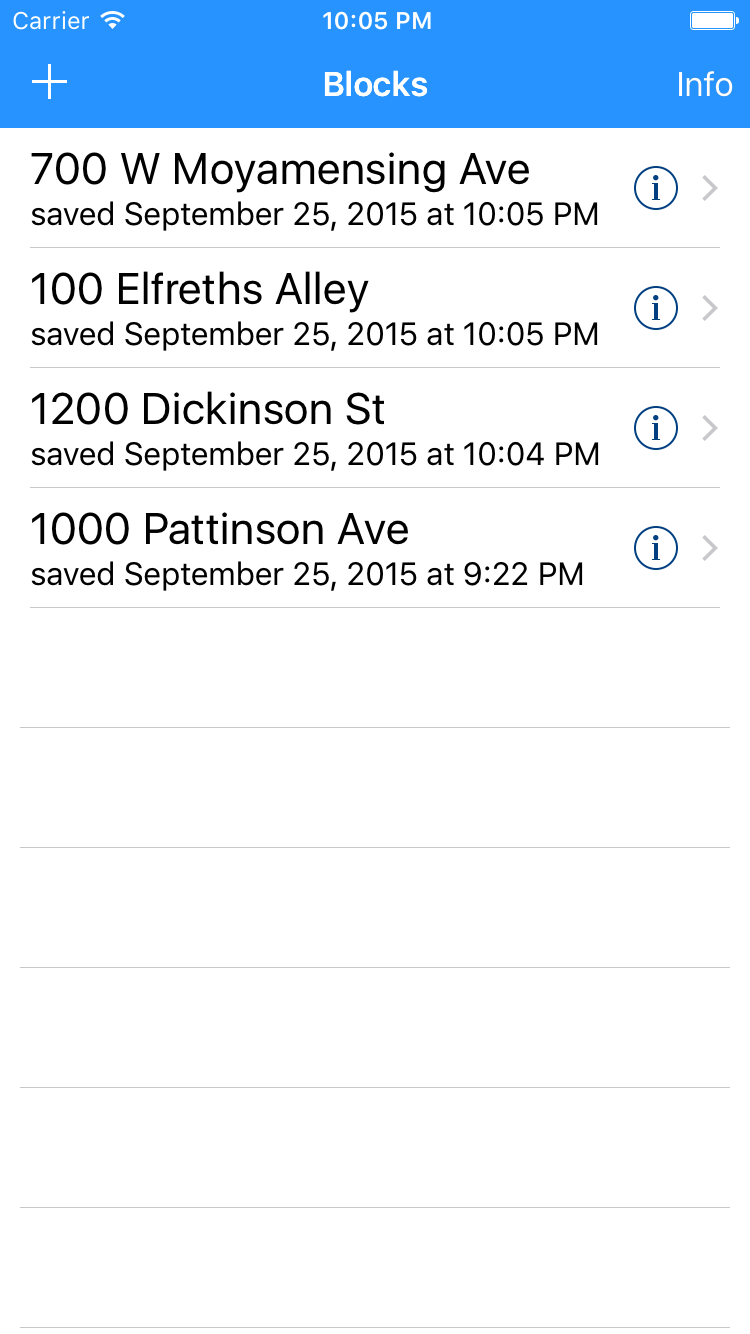 Carrier 10:05 PM
Blocks Info
700 W Moyamensing Ave
saved September 25, 2015 at 10:05 PM
100 Elfreths Alley
saved September 25, 2015 at 10:05 PM
1200 Dickinson St
saved September 25, 2015 at 10:04 PM
1000 Pattinson Ave
saved September 25, 2015 at 9:22 PM